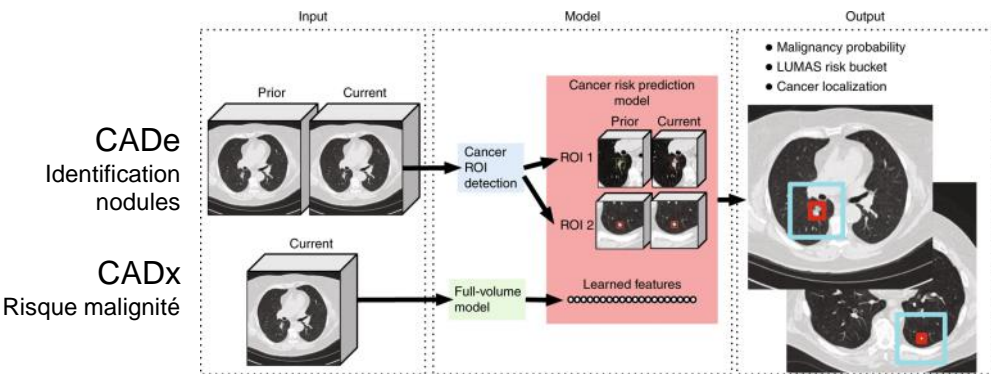 Input
Model
Output
CADe
Identification
nodules
CADx
Risque malignité
Prior
Current
Current
Cancer
ROI
detection
Full-volume
model
Cancer risk prediction
model
Prior
Current
ROI 1
ROI 2
Learned features
● Malignancy probability
● LUMAS risk bucket
● Cancer localization